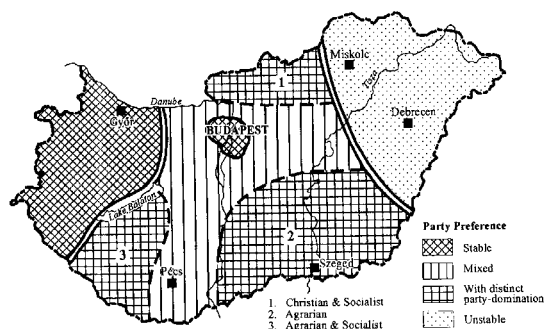 Miskolc
Tisza
1
Danube
Győr
BUDAPEST
Debrecen
Lake Balaton
3
2
Pécs
Szeged
Party Preference
Stable
Mixed
With distinct
party-domination
Unstable
1. Christian & Socialist
2. Agrarian
3. Agrarian & Socialist